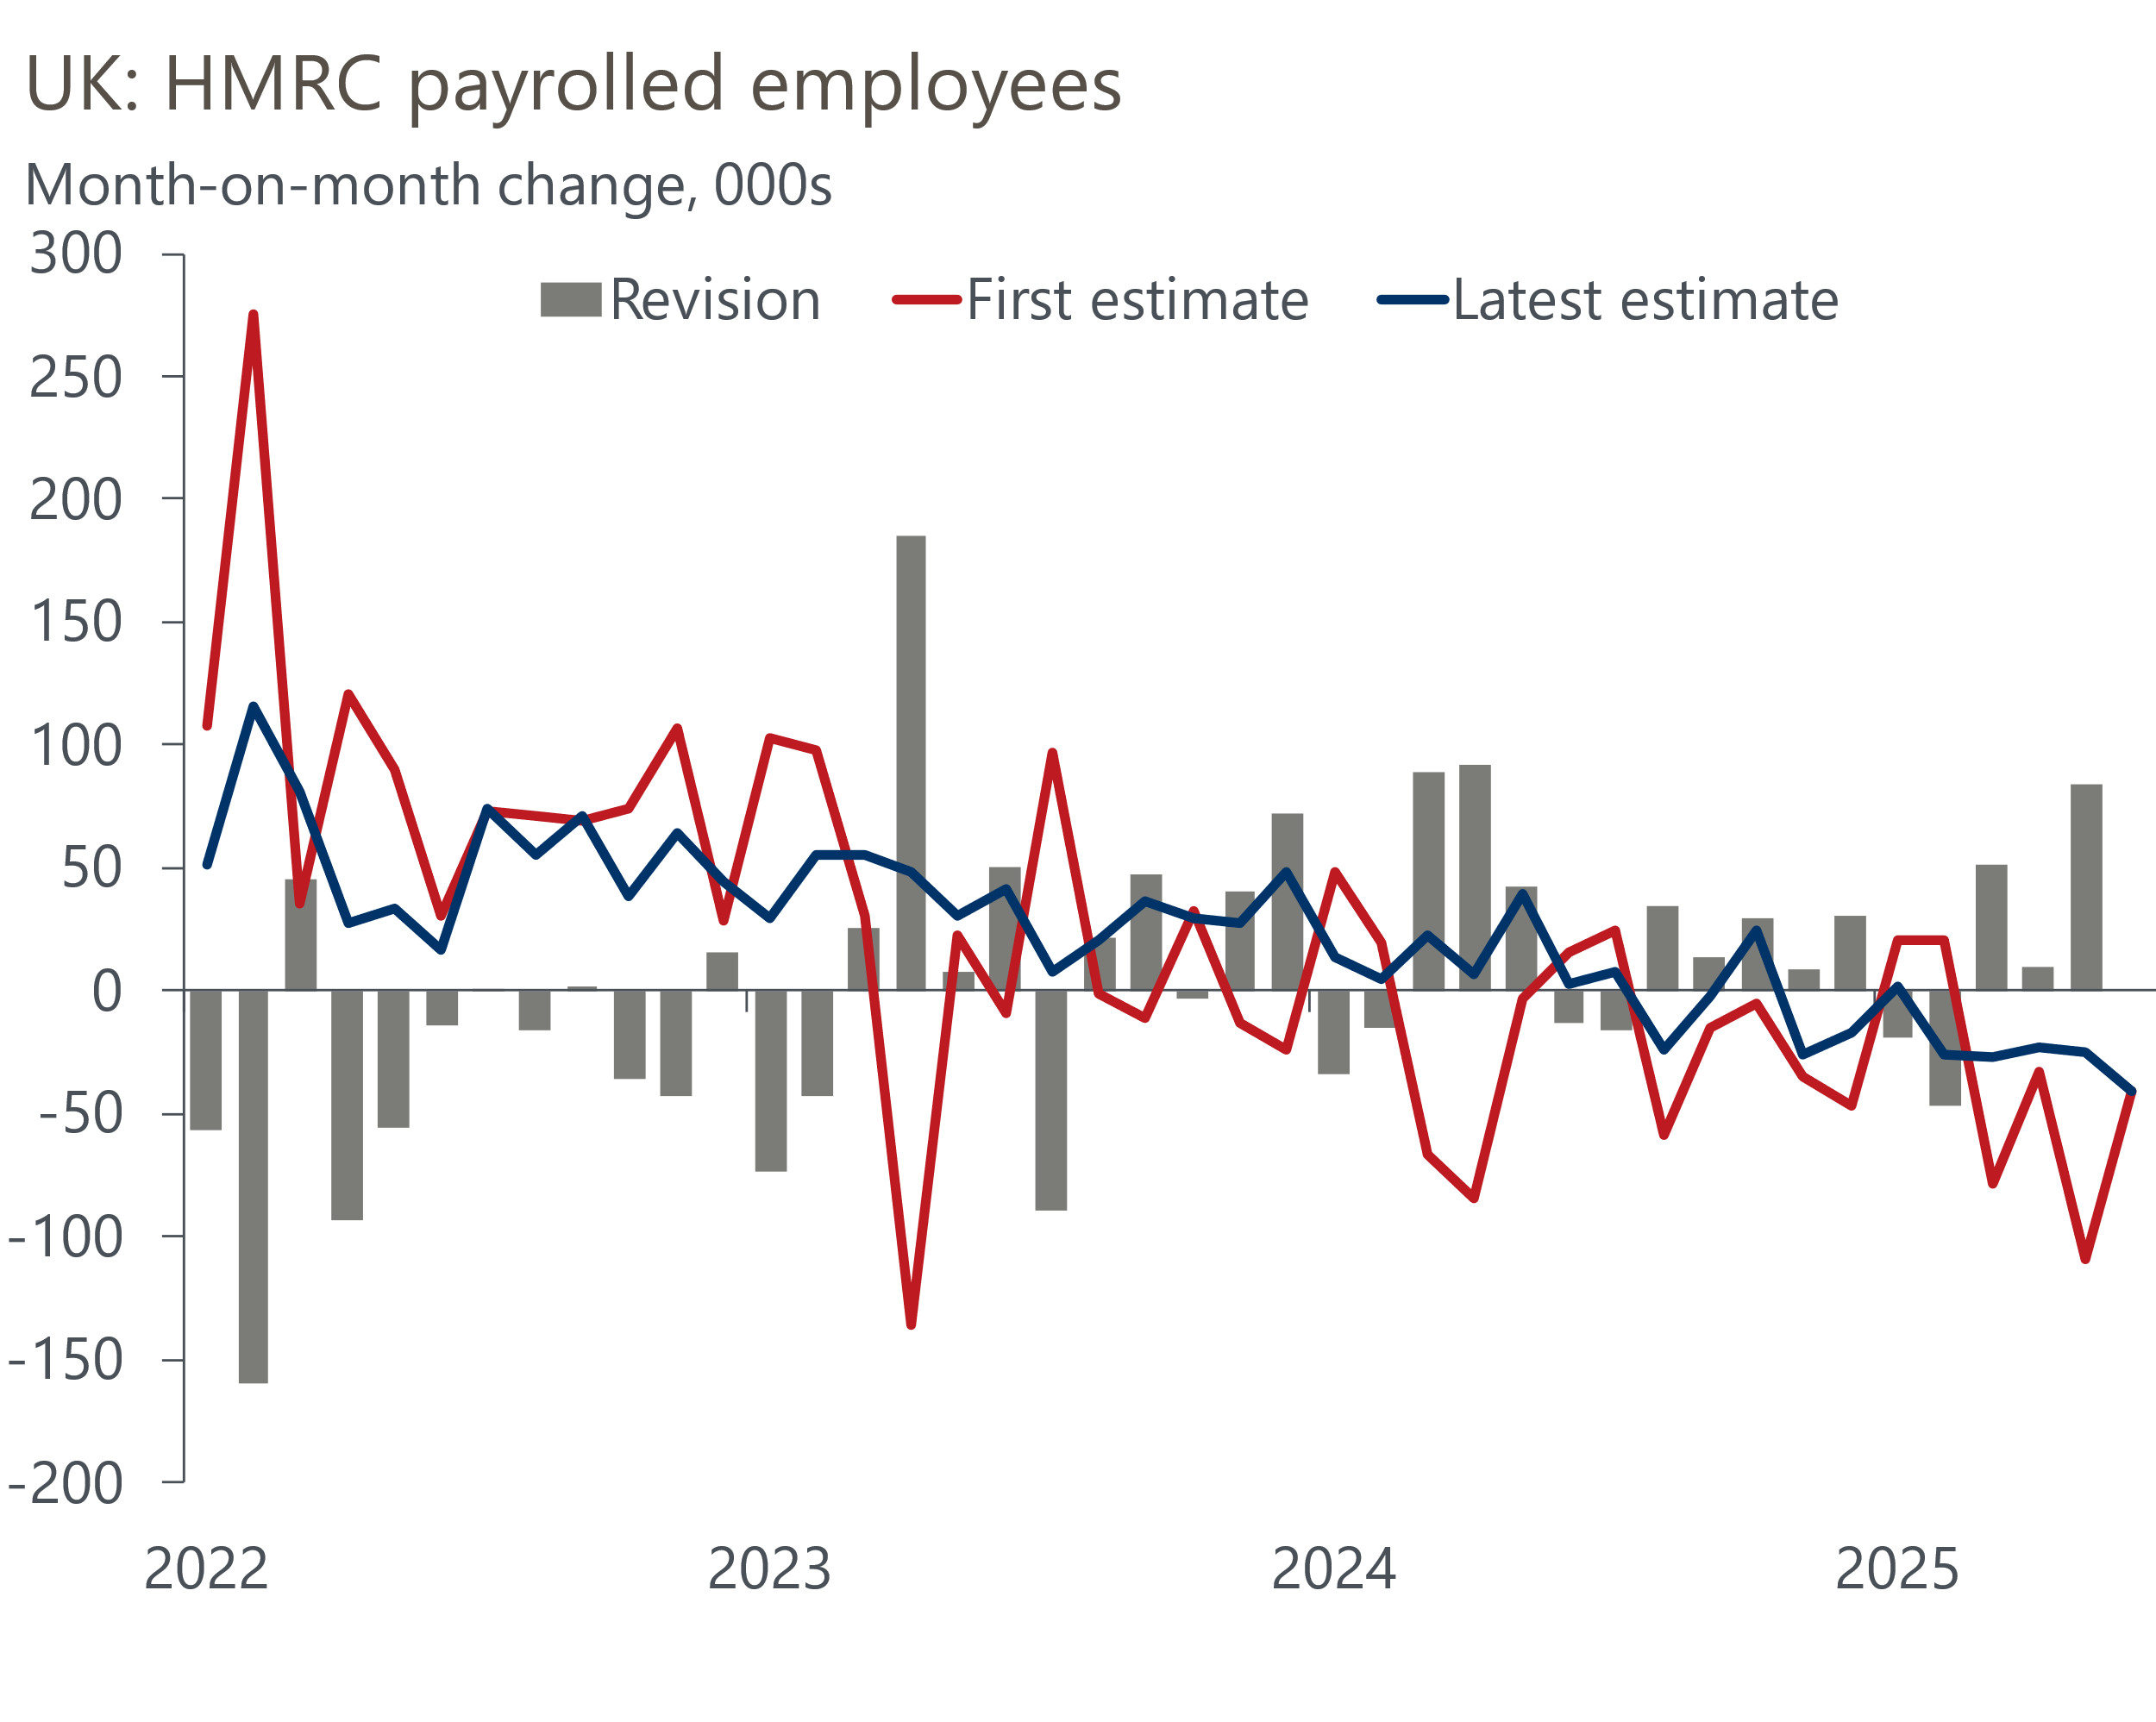 UK: HMRC payrolled employees
Month-on-month change, 000s
300
Revision First estimate Latest estimate
250
200
150
100
50
0
-50
-100
-150
-200
2022 2023 2024 2025